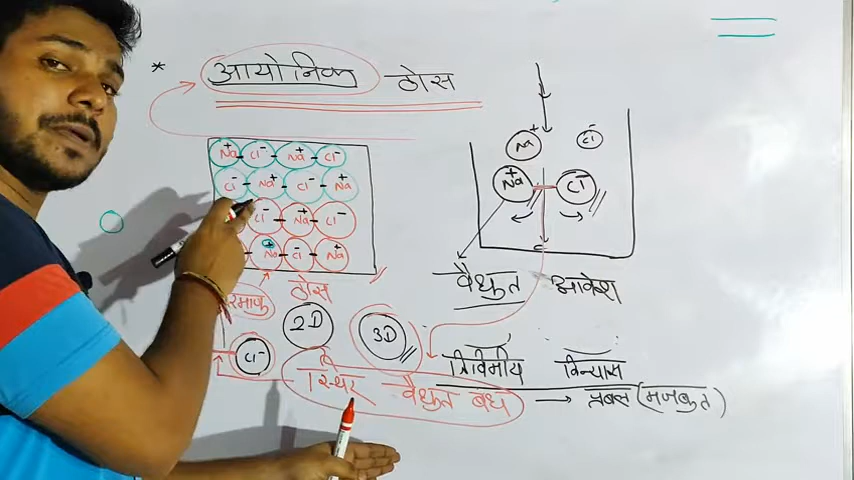 * आयोनिक ठोस
Na+ - Cl- - Na+ - Cl-
Cl- - Na+ - Cl- - Na+
Cl- - Na+ - Cl-
Na - Cl- - Na+
ठोस
2D
3D
Cl-
Na+ Cl-
Na+ Cl-
वैधुत आवेश
त्रिविमीय विन्यास
स्थिर वैधुत बंध → प्रबल (मजबुत)